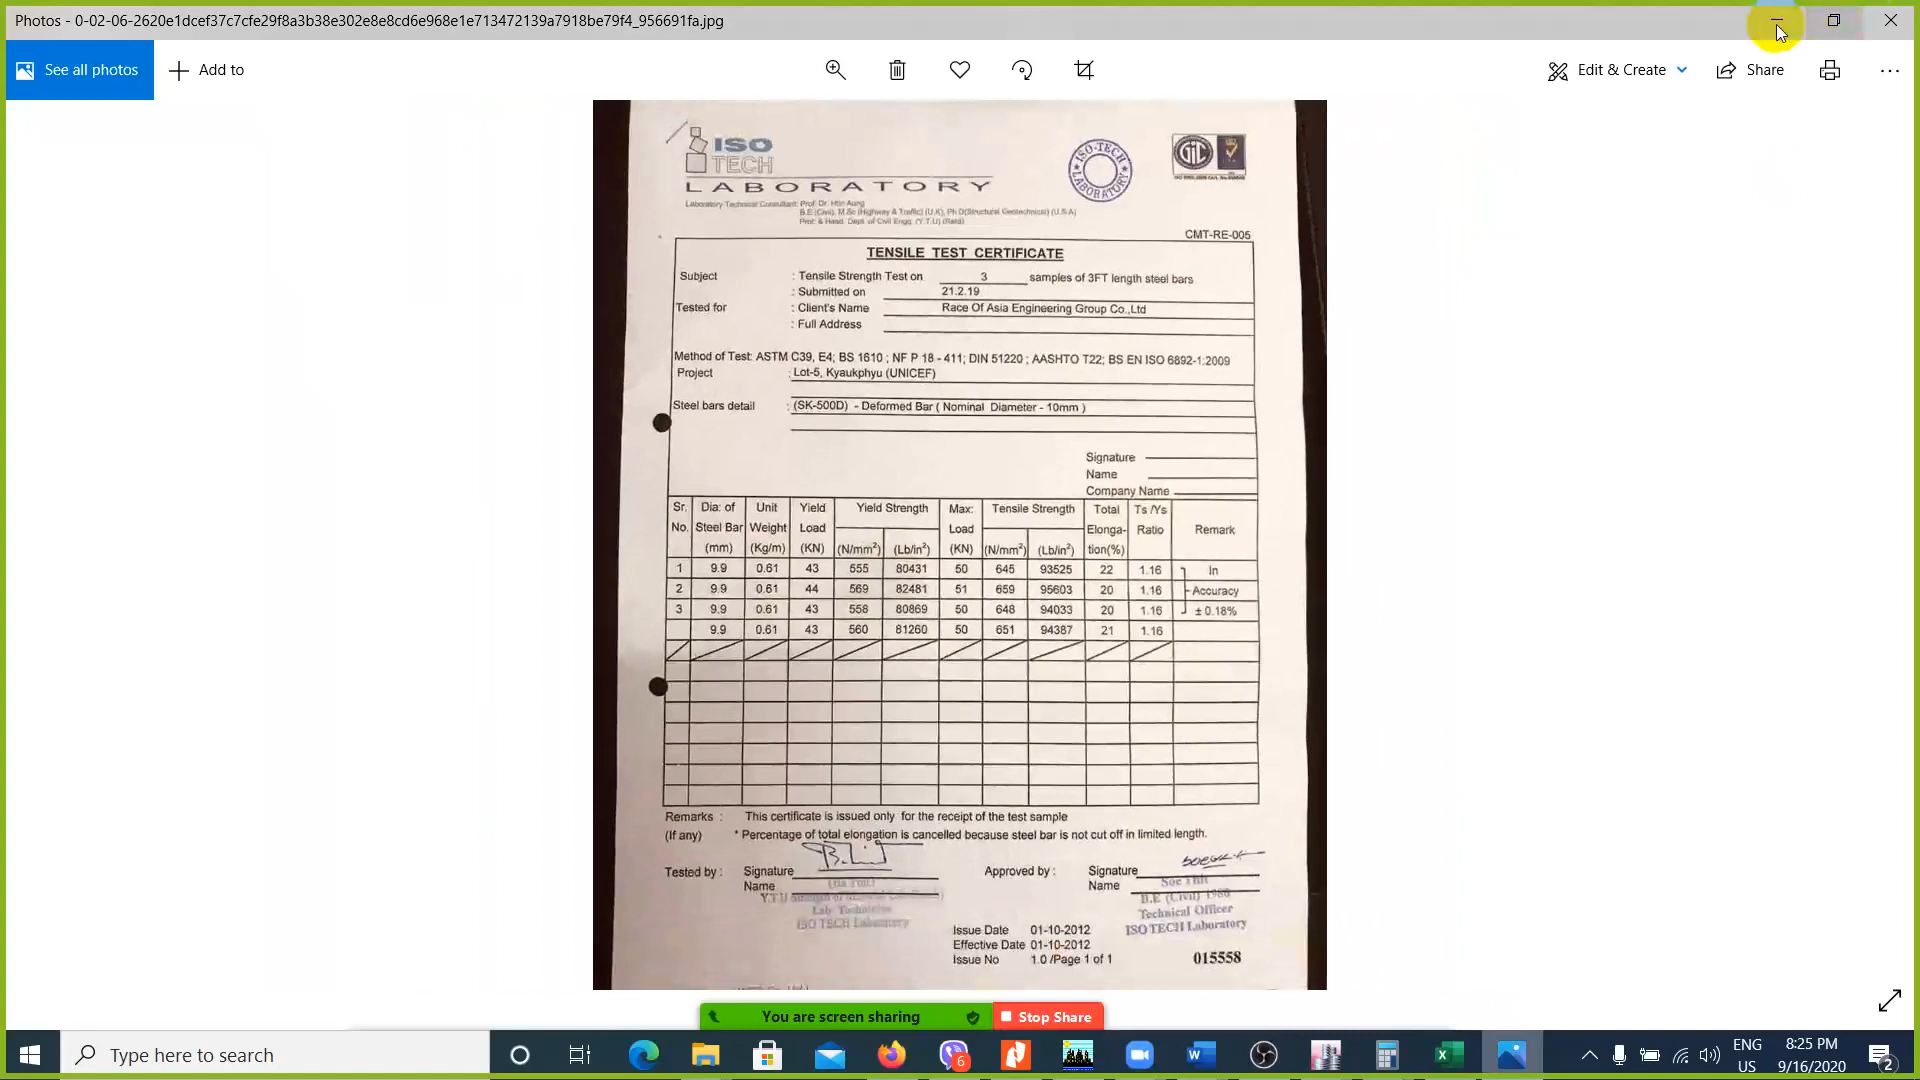 Photos - 0-02-06-2620e1dcef37c7cfe29f8a3b38e302e8e8cd6e968e1e713472139a7918be79f4_956691fa.jpg
See all photos
Add to
Edit & Create
Share
ISO
TECH
LABORATORY
ISO-TECH
LABORATORY
GIC
Laboratory Technical Consultant: Prof: Dr. Htin Aung
B.E (Civil), M.Sc (Highway & Traffic) (U.K), Ph D(Structural Geotechnical) (U.S.A)
Prof: & Head. Dept. of Civil Engg. (Y.T.U) (Retd)
CMT-RE-005
TENSILE TEST CERTIFICATE
Subject : Tensile Strength Test on 3 samples of 3FT length steel bars
: Submitted on 21.2.19
Tested for : Client's Name Race Of Asia Engineering Group Co.,Ltd
: Full Address
Method of Test: ASTM C39, E4; BS 1610 ; NF P 18 - 411; DIN 51220 ; AASHTO T22; BS EN ISO 6892-1:2009
Project : Lot-5, Kyaukphyu (UNICEF)
Steel bars detail : (SK-500D) - Deformed Bar ( Nominal Diameter - 10mm )
Signature
Name
Company Name
Sr. Dia: of Unit Yield Yield Strength Max: Tensile Strength Total Ts /Ys
No. Steel Bar Weight Load Load Elonga- Ratio Remark
(mm) (Kg/m) (KN) (N/mm²) (Lb/in²) (KN) (N/mm²) (Lb/in²) tion(%)
1 9.9 0.61 43 555 80431 50 645 93525 22 1.16 In
2 9.9 0.61 44 569 82481 51 659 95603 20 1.16 Accuracy
3 9.9 0.61 43 558 80869 50 648 94033 20 1.16 ± 0.18%
9.9 0.61 43 560 81260 50 651 94387 21 1.16
Remarks : This certificate is issued only for the receipt of the test sample
(If any) * Percentage of total elongation is cancelled because steel bar is not cut off in limited length.
Tested by : Signature Approved by : Signature
Name Name Soe Thit
Y.T.U B.E (Civil) 1980
Lab Technician Technical Officer
ISO TECH Laboratory ISO TECH Laboratory
Issue Date 01-10-2012
Effective Date 01-10-2012
Issue No 1.0 /Page 1 of 1 015558
You are screen sharing Stop Share
Type here to search
6
ENG
US
8:25 PM
9/16/2020
2